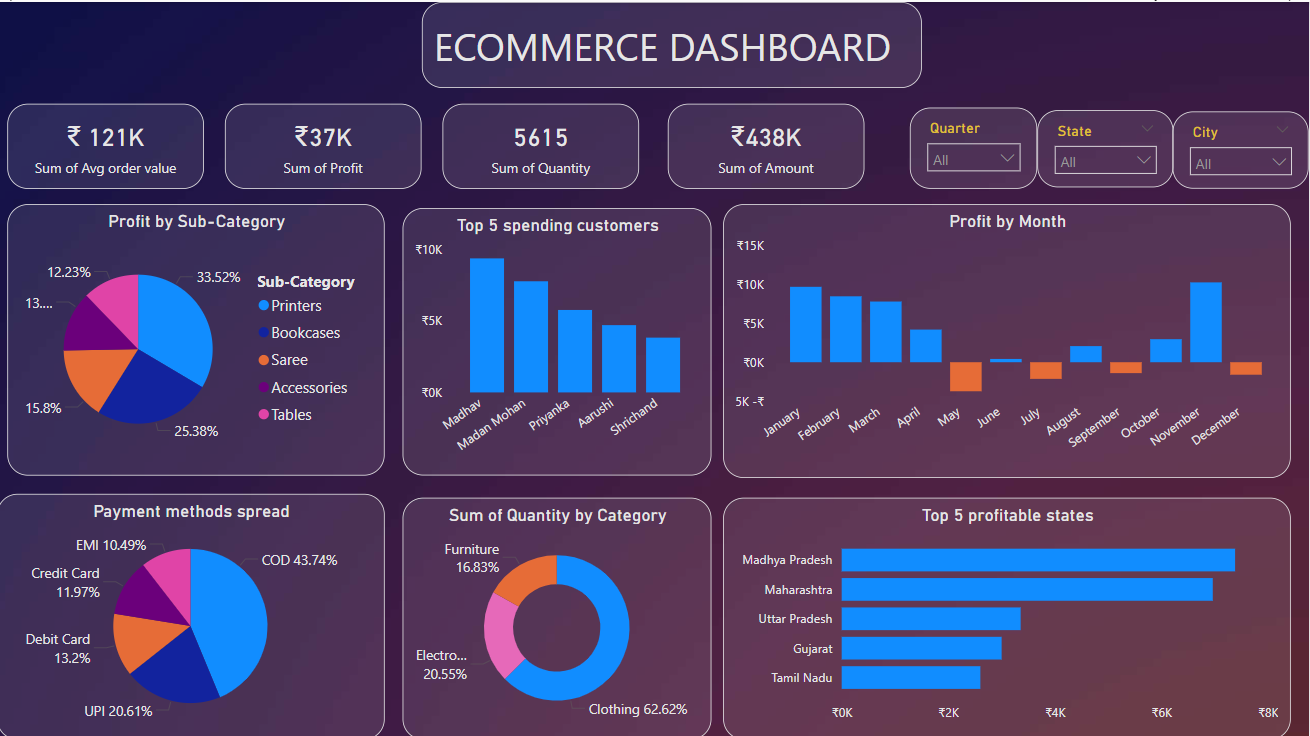 ECOMMERCE DASHBOARD
₹ 121K
Sum of Avg order value
₹37K
Sum of Profit
5615
Sum of Quantity
₹438K
Sum of Amount
Quarter
All
State
All
City
All
Profit by Sub-Category
12.23%
33.52%
13....
15.8%
25.38%
Sub-Category
Printers
Bookcases
Saree
Accessories
Tables
Top 5 spending customers
₹10K
₹5K
₹0K
Madhav
Madan Mohan
Priyanka
Aarushi
Shrichand
Profit by Month
₹15K
₹10K
₹5K
₹0K
5K -₹
January
February
March
April
May
June
July
August
September
October
November
December
Payment methods spread
EMI 10.49%
COD 43.74%
Credit Card
11.97%
Debit Card
13.2%
UPI 20.61%
Sum of Quantity by Category
Furniture
16.83%
Electro...
20.55%
Clothing 62.62%
Top 5 profitable states
Madhya Pradesh
Maharashtra
Uttar Pradesh
Gujarat
Tamil Nadu
₹0K
₹2K
₹4K
₹6K
₹8K